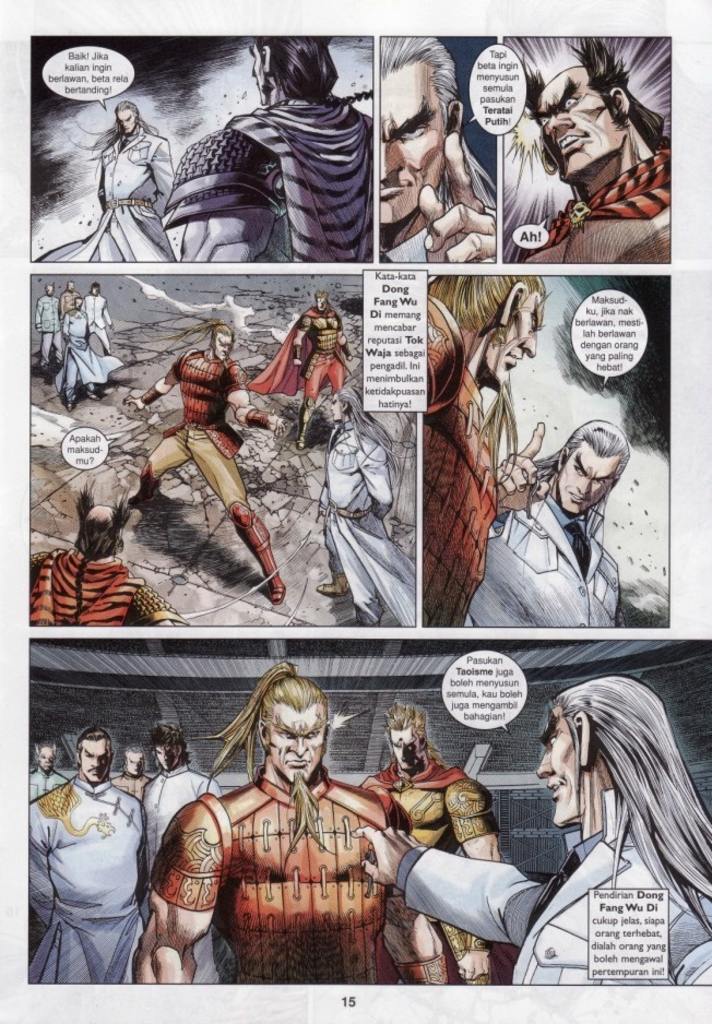 Baik! Jika
kalian ingin
berlawan, beta rela
bertanding!
Tapi
beta ingin
menyusun
semula
pasukan
Teratai
Putih!
Ah!
Kata-kata
Dong
Fang Wu
Di memang
mencabar
reputasi Tok
Waja sebagai
pengadil. Ini
menimbulkan
ketidakpuasan
hatinya!
Apakah
maksud-
mu?
Maksud-
ku, jika nak
berlawan, mesti-
lah berlawan
dengan orang
yang paling
hebat!
Pasukan
Taoisme juga
boleh menyusun
semula, kau boleh
juga mengambil
bahagian!
Pendirian Dong
Fang Wu Di
cukup jelas, siapa
orang terhebat,
dialah orang yang
boleh mengawal
pertempuran ini!
15